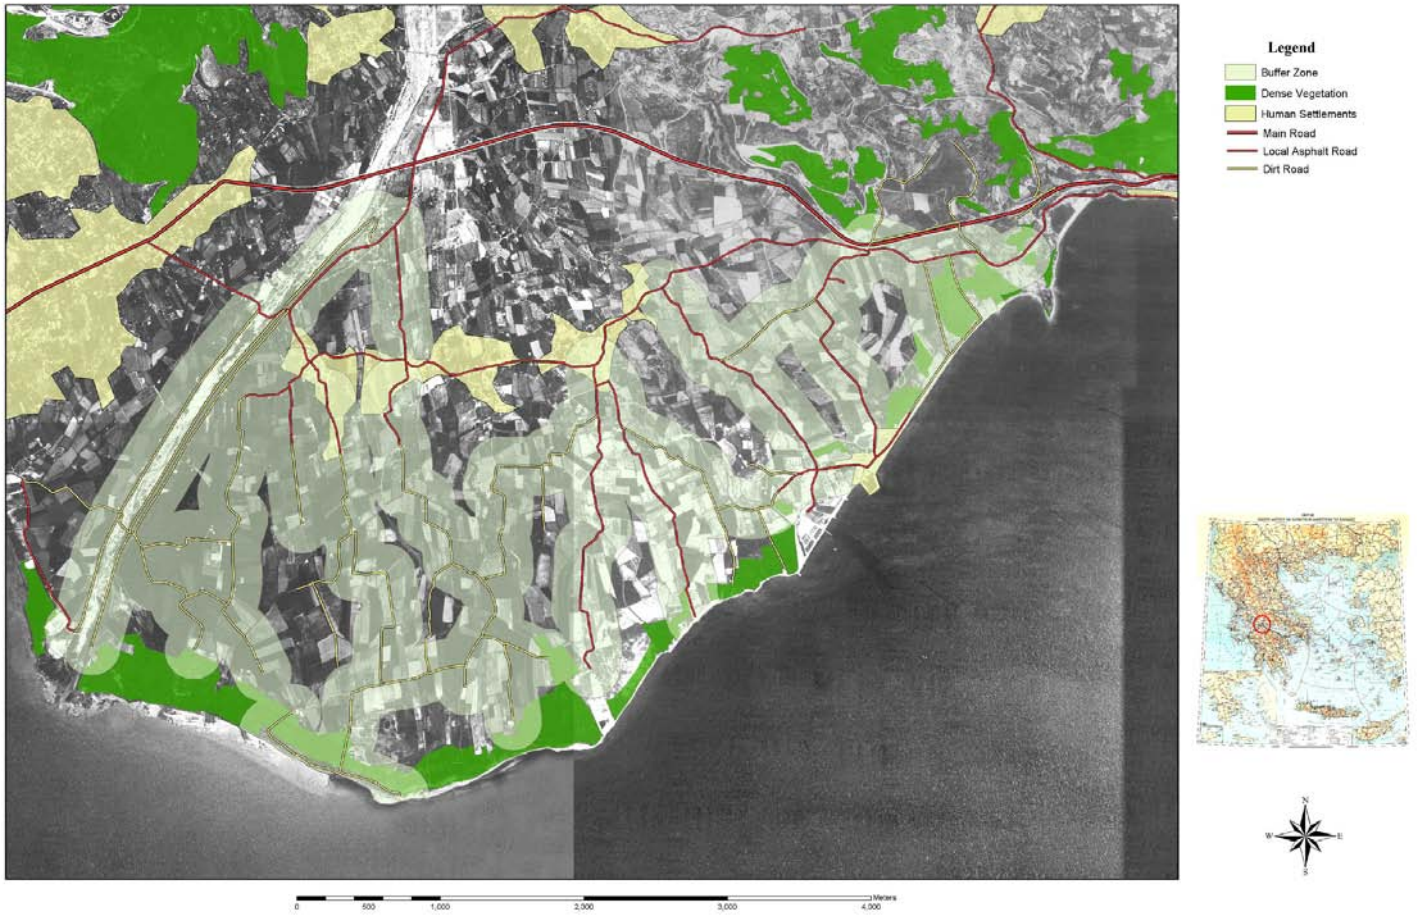 Legend
Buffer Zone
Dense Vegetation
Human Settlements
Main Road
Local Asphalt Road
Dirt Road
N
W
E
S
Meters
0
500
1,000
2,000
3,000
4,000